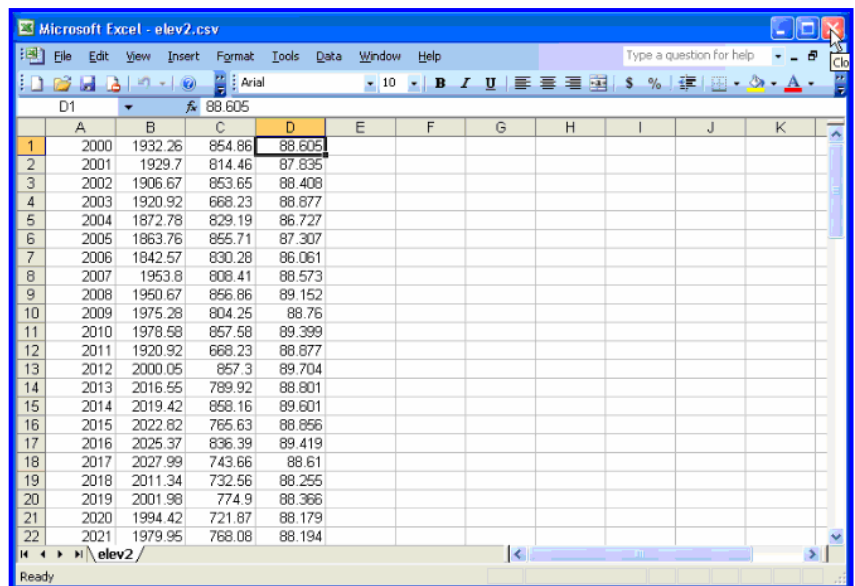 Microsoft Excel - elev2.csv
File Edit View Insert Format Tools Data Window Help Type a question for help
Clo
Arial 10 B I U $ %
D1 fx 88.605
A B C D E F G H I J K
1 2000 1932.26 854.86 88.605
2 2001 1929.7 814.46 87.835
3 2002 1906.67 853.65 88.408
4 2003 1920.92 668.23 88.877
5 2004 1872.78 829.19 86.727
6 2005 1863.76 855.71 87.307
7 2006 1842.57 830.28 86.061
8 2007 1953.8 808.41 88.573
9 2008 1950.67 856.86 89.152
10 2009 1975.28 804.25 88.76
11 2010 1978.58 857.58 89.399
12 2011 1920.92 668.23 88.877
13 2012 2000.05 857.3 89.704
14 2013 2016.55 789.92 88.801
15 2014 2019.42 858.16 89.601
16 2015 2022.82 765.63 88.856
17 2016 2025.37 836.39 89.419
18 2017 2027.99 743.66 88.61
19 2018 2011.34 732.56 88.255
20 2019 2001.98 774.9 88.366
21 2020 1994.42 721.87 88.179
22 2021 1979.95 768.08 88.194
elev2
Ready